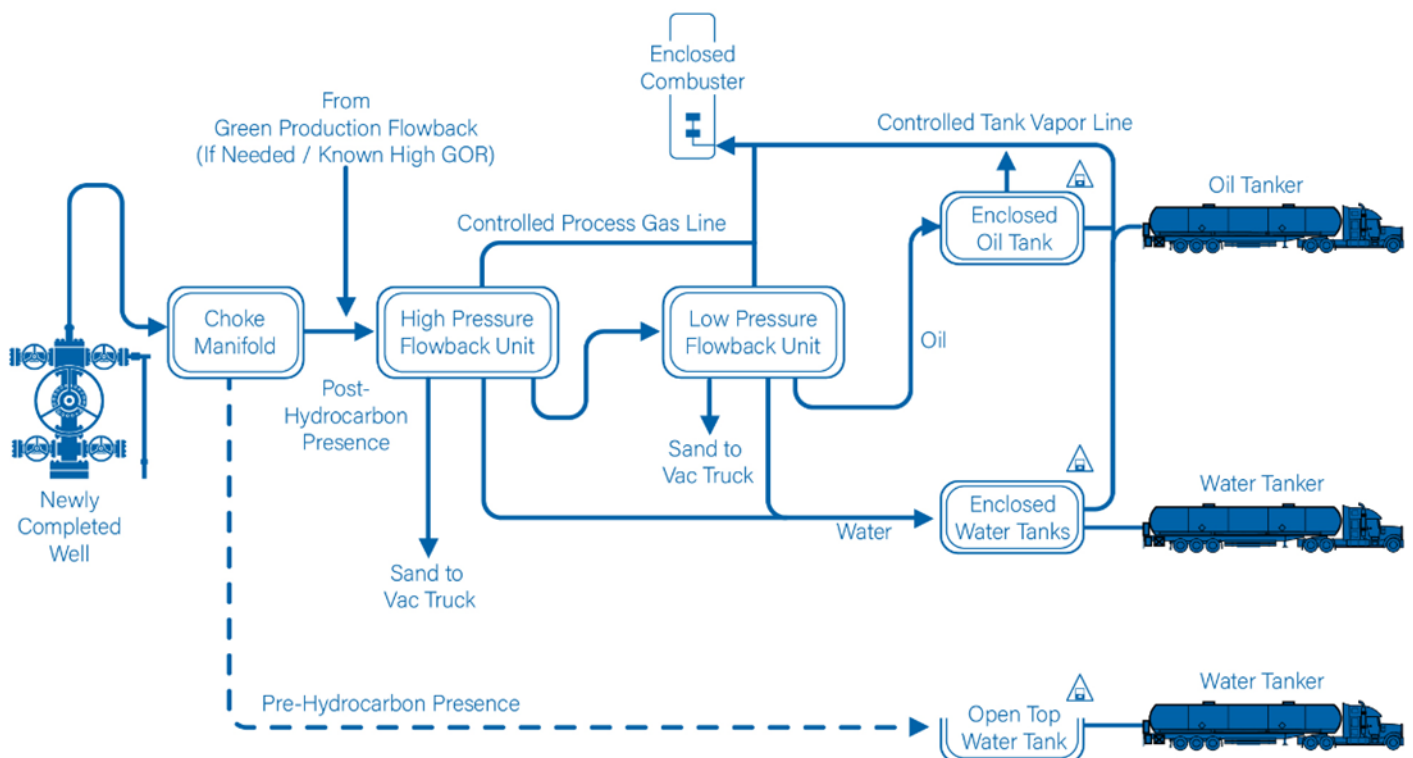 Enclosed
Combuster
From
Green Production Flowback
(If Needed / Known High GOR)
Controlled Tank Vapor Line
Oil Tanker
Enclosed
Oil Tank
Controlled Process Gas Line
Choke
Manifold
High Pressure
Flowback Unit
Low Pressure
Flowback Unit
Oil
Post-
Hydrocarbon
Presence
Sand to
Vac Truck
Newly
Completed
Well
Enclosed
Water Tanks
Water Tanker
Water
Sand to
Vac Truck
Pre-Hydrocarbon Presence
Open Top
Water Tank
Water Tanker